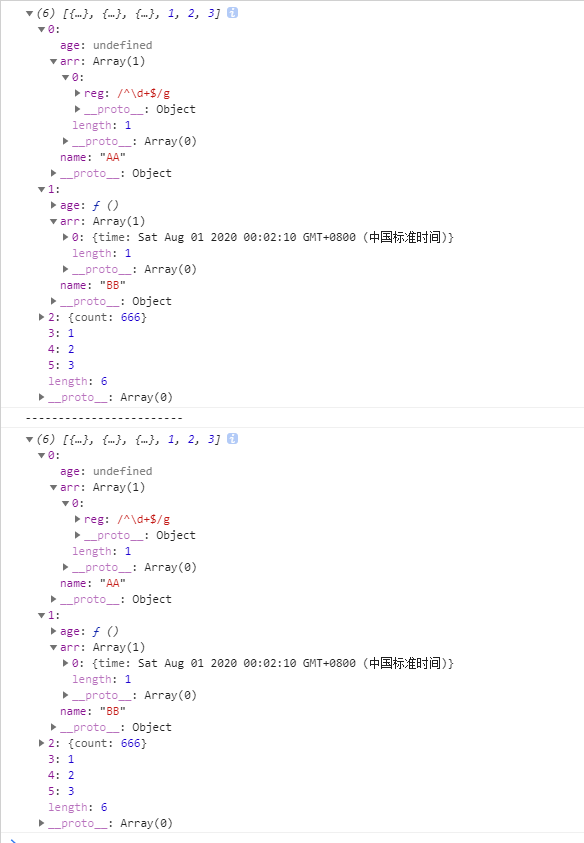 (6) [{…}, {…}, {…}, 1, 2, 3] i
0:
age: undefined
arr: Array(1)
0:
reg: /^\d+$/g
__proto__: Object
length: 1
__proto__: Array(0)
name: "AA"
__proto__: Object
1:
age: ƒ ()
arr: Array(1)
0: {time: Sat Aug 01 2020 00:02:10 GMT+0800 (中国标准时间)}
length: 1
__proto__: Array(0)
name: "BB"
__proto__: Object
2: {count: 666}
3: 1
4: 2
5: 3
length: 6
__proto__: Array(0)
------------------------
(6) [{…}, {…}, {…}, 1, 2, 3] i
0:
age: undefined
arr: Array(1)
0:
reg: /^\d+$/g
__proto__: Object
length: 1
__proto__: Array(0)
name: "AA"
__proto__: Object
1:
age: ƒ ()
arr: Array(1)
0: {time: Sat Aug 01 2020 00:02:10 GMT+0800 (中国标准时间)}
length: 1
__proto__: Array(0)
name: "BB"
__proto__: Object
2: {count: 666}
3: 1
4: 2
5: 3
length: 6
__proto__: Array(0)